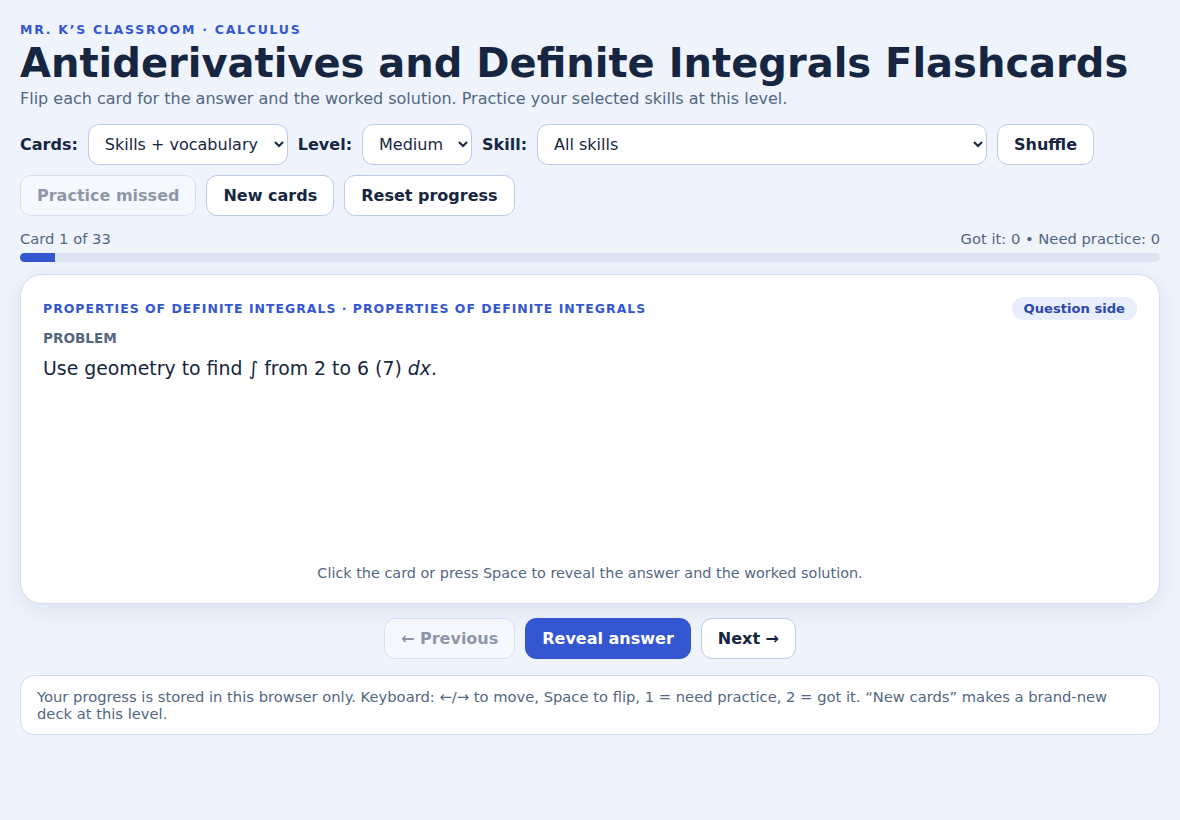 MR. K’S CLASSROOM · CALCULUS
Antiderivatives and Definite Integrals Flashcards
Flip each card for the answer and the worked solution. Practice your selected skills at this level.
Cards: Skills + vocabulary Level: Medium Skill: All skills Shuffle
Practice missed New cards Reset progress
Card 1 of 33 Got it: 0 • Need practice: 0
PROPERTIES OF DEFINITE INTEGRALS · PROPERTIES OF DEFINITE INTEGRALS Question side
PROBLEM
Use geometry to find ∫ from 2 to 6 (7) dx.
Click the card or press Space to reveal the answer and the worked solution.
← Previous Reveal answer Next →
Your progress is stored in this browser only. Keyboard: ←/→ to move, Space to flip, 1 = need practice, 2 = got it. “New cards” makes a brand-new
deck at this level.